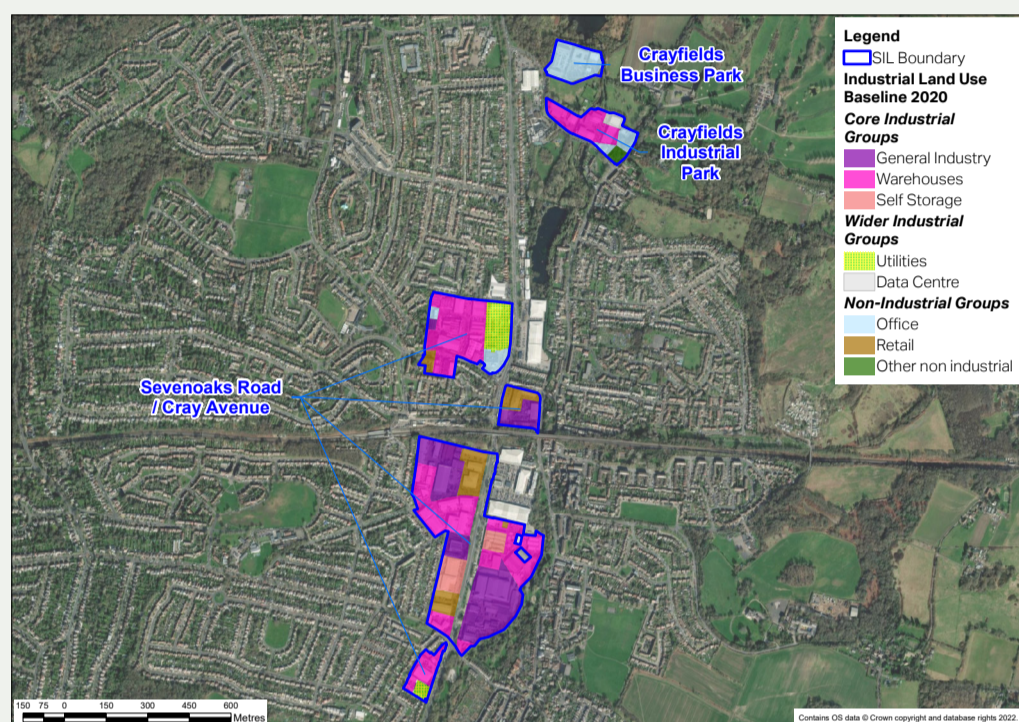 Crayfields
Business Park
Crayfields
Industrial
Park
Sevenoaks Road
/ Cray Avenue
Legend
SIL Boundary
Industrial Land Use
Baseline 2020
Core Industrial
Groups
General Industry
Warehouses
Self Storage
Wider Industrial
Groups
Utilities
Data Centre
Non-Industrial Groups
Office
Retail
Other non industrial
150 75 0 150 300 450 600
Metres
Contains OS data © Crown copyright and database rights 2022.